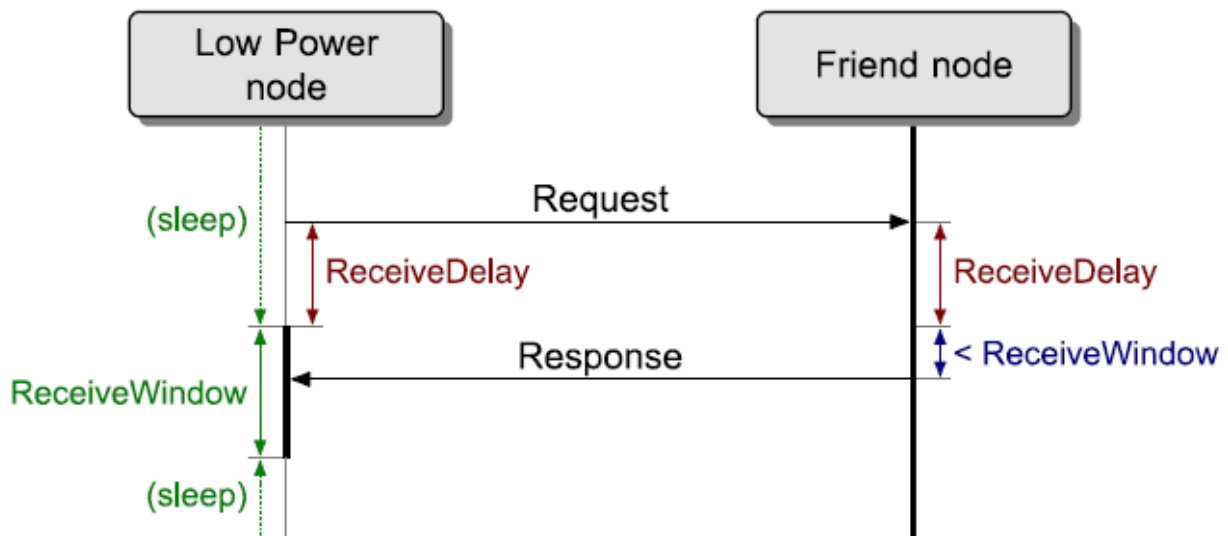 Low Power
node
Friend node
Request
(sleep)
ReceiveDelay
ReceiveDelay
Response
< ReceiveWindow
ReceiveWindow
(sleep)